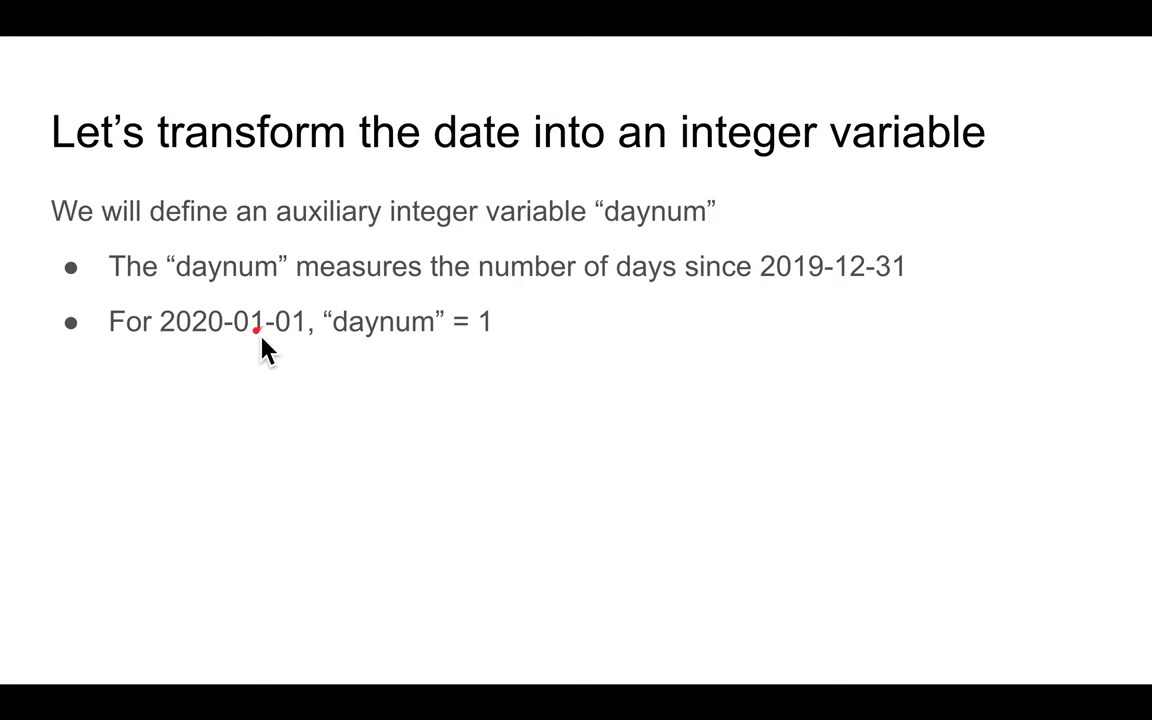 Let’s transform the date into an integer variable
We will define an auxiliary integer variable “daynum”
● The “daynum” measures the number of days since 2019-12-31
● For 2020-01-01, “daynum” = 1